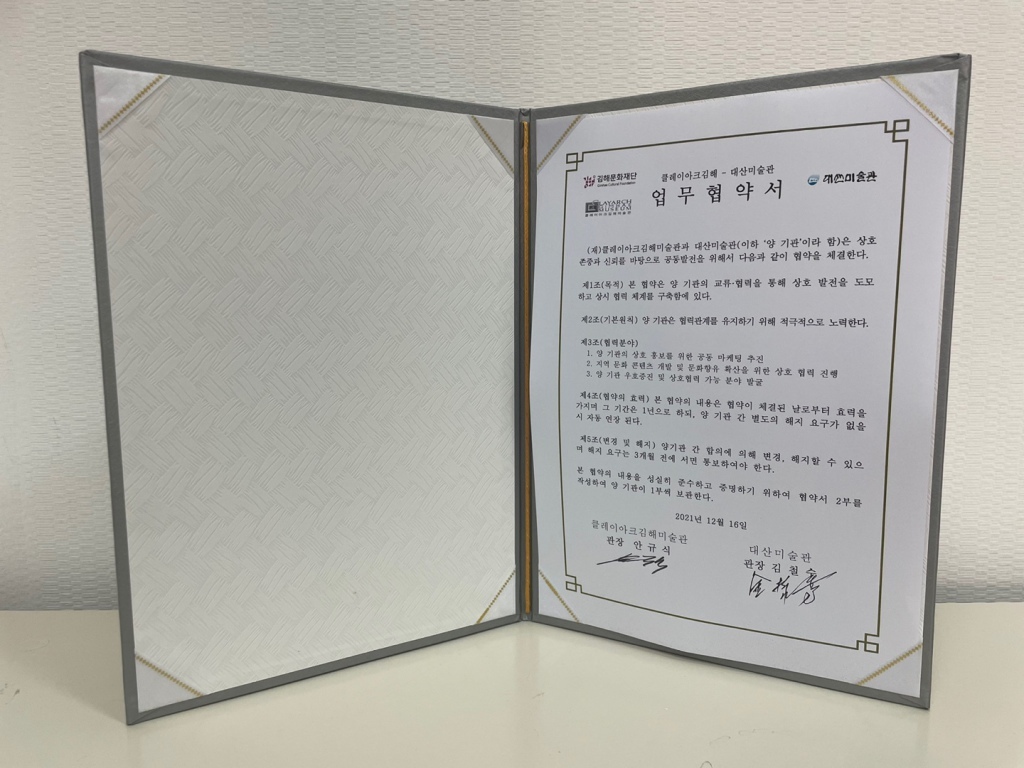 김해문화재단
Gimhae Cultural Foundation
CLAYARCH
MUSEUM
클레이아크김해미술관
클레이아크김해 - 대산미술관
업무협약서
대산미술관
(재)클레이아크김해미술관과 대산미술관(이하 '양 기관'이라 함)은 상호
존중과 신뢰를 바탕으로 공동발전을 위해서 다음과 같이 협약을 체결한다.
제1조(목적) 본 협약은 양 기관의 교류·협력을 통해 상호 발전을 도모
하고 상시 협력 체계를 구축함에 있다.
제2조(기본원칙) 양 기관은 협력관계를 유지하기 위해 적극적으로 노력한다.
제3조(협력분야)
1. 양 기관의 상호 홍보를 위한 공동 마케팅 추진
2. 지역 문화 콘텐츠 개발 및 문화향유 확산을 위한 상호 협력 진행
3. 양 기관 우호증진 및 상호협력 가능 분야 발굴
제4조(협약의 효력) 본 협약의 내용은 협약이 체결된 날로부터 효력을
가지며 그 기간은 1년으로 하되, 양 기관 간 별도의 해지 요구가 없을
시 자동 연장 된다.
제5조(변경 및 해지) 양기관 간 합의에 의해 변경, 해지할 수 있으
며 해지 요구는 3개월 전에 서면 통보하여야 한다.
본 협약의 내용을 성실히 준수하고 증명하기 위하여 협약서 2부를
작성하여 양 기관이 1부씩 보관한다.
2021년 12월 16일
클레이아크김해미술관
관장 안규식
대산미술관
관장 김철